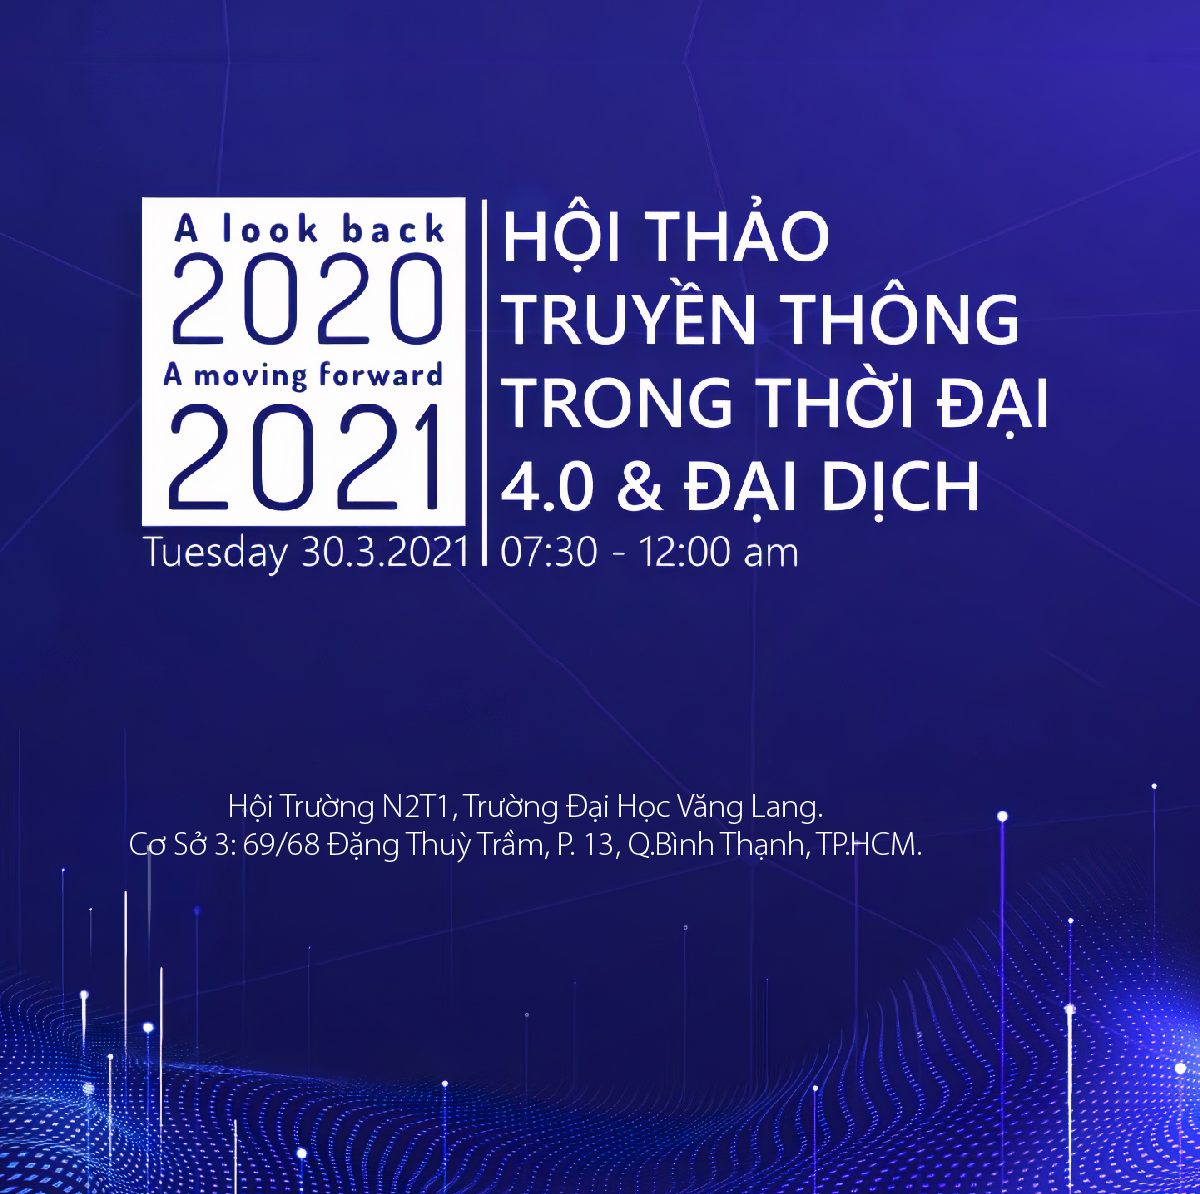 A look back
2020
A moving forward
2021
HỘI THẢO
TRUYỀN THÔNG
TRONG THỜI ĐẠI
4.0 & ĐẠI DỊCH
Tuesday 30.3.2021
07:30 - 12:00 am
Hội Trường N2T1, Trường Đại Học Văng Lang.
Cơ Sở 3: 69/68 Đặng Thuỳ Trầm, P. 13, Q.Bình Thạnh, TP.HCM.